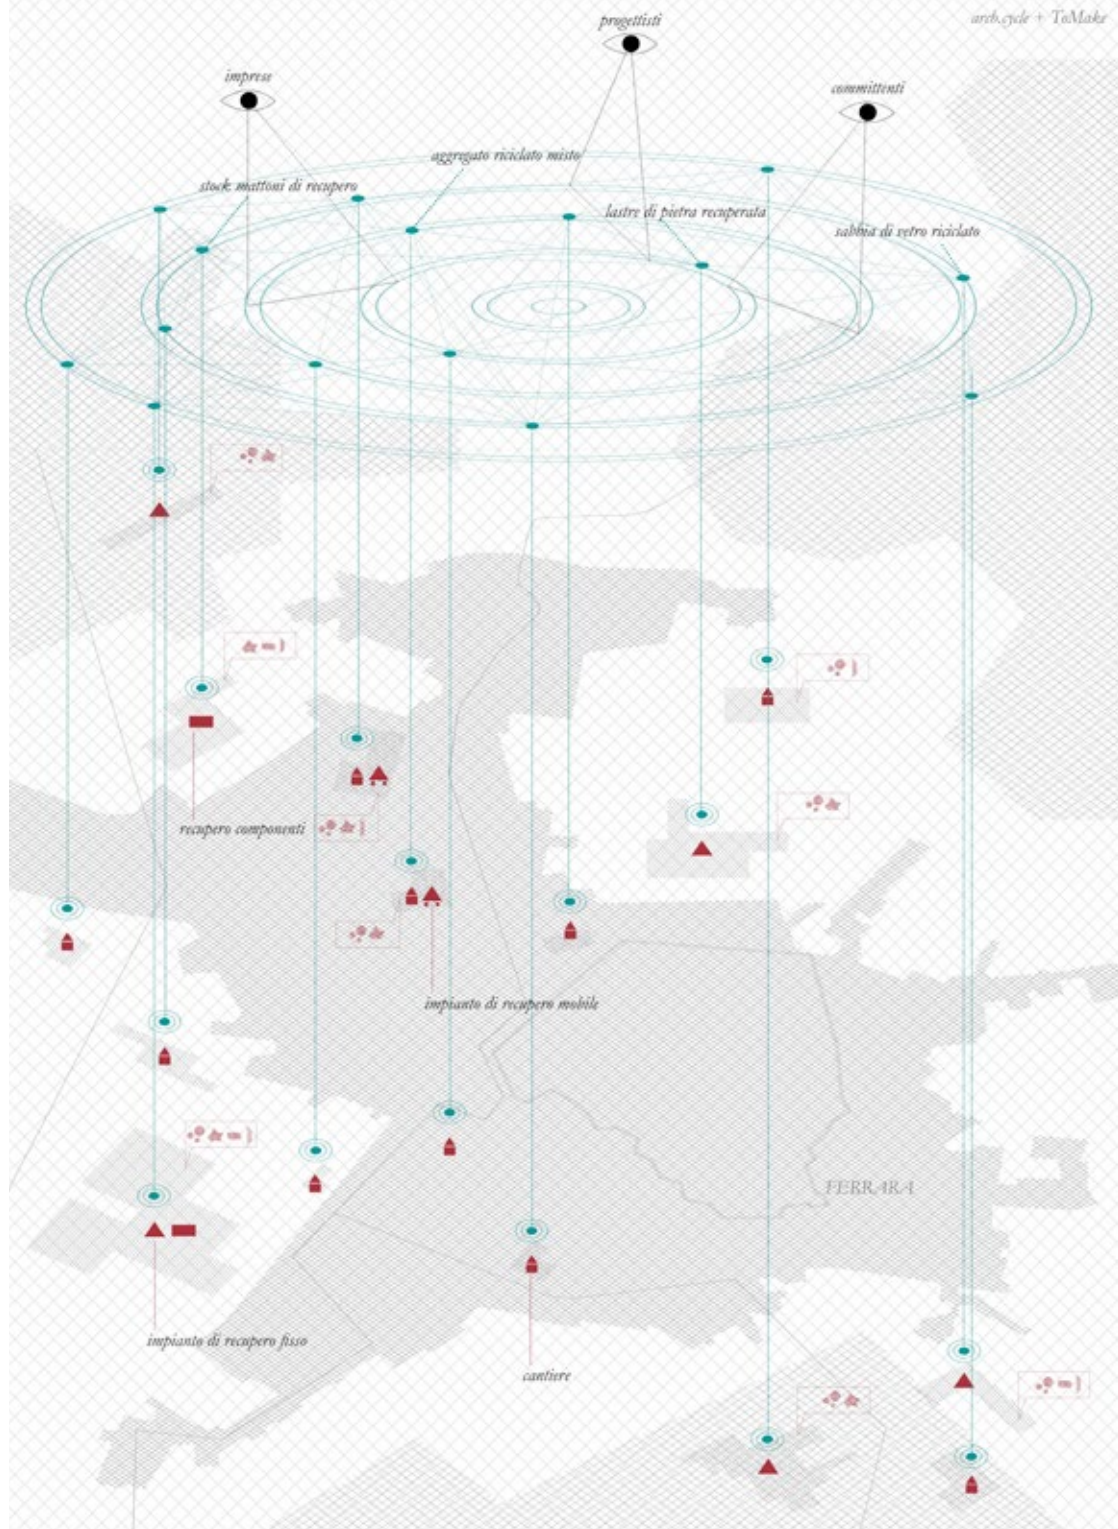 arch.cycle + ToMake
progettisti
imprese
committenti
aggregato riciclato misto
stock mattoni di recupero
lastre di pietra recuperata
sabbia di vetro riciclato
recupero componenti
impianto di recupero mobile
FERRARA
impianto di recupero fisso
cantiere